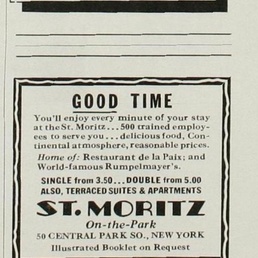 GOOD TIME
You'll enjoy every minute of your stay
at the St. Moritz...500 trained employ-
ees to serve you...delicious food, Con-
tinental atmosphere, reasonable prices.
Home of: Restaurant de la Paix; and
World-famous Rumpelmayer's.
SINGLE from 3.50...DOUBLE from 5.00
ALSO, TERRACED SUITES & APARTMENTS
ST. MORITZ
On-the-Park
50 CENTRAL PARK SO., NEW YORK
Illustrated Booklet on Request